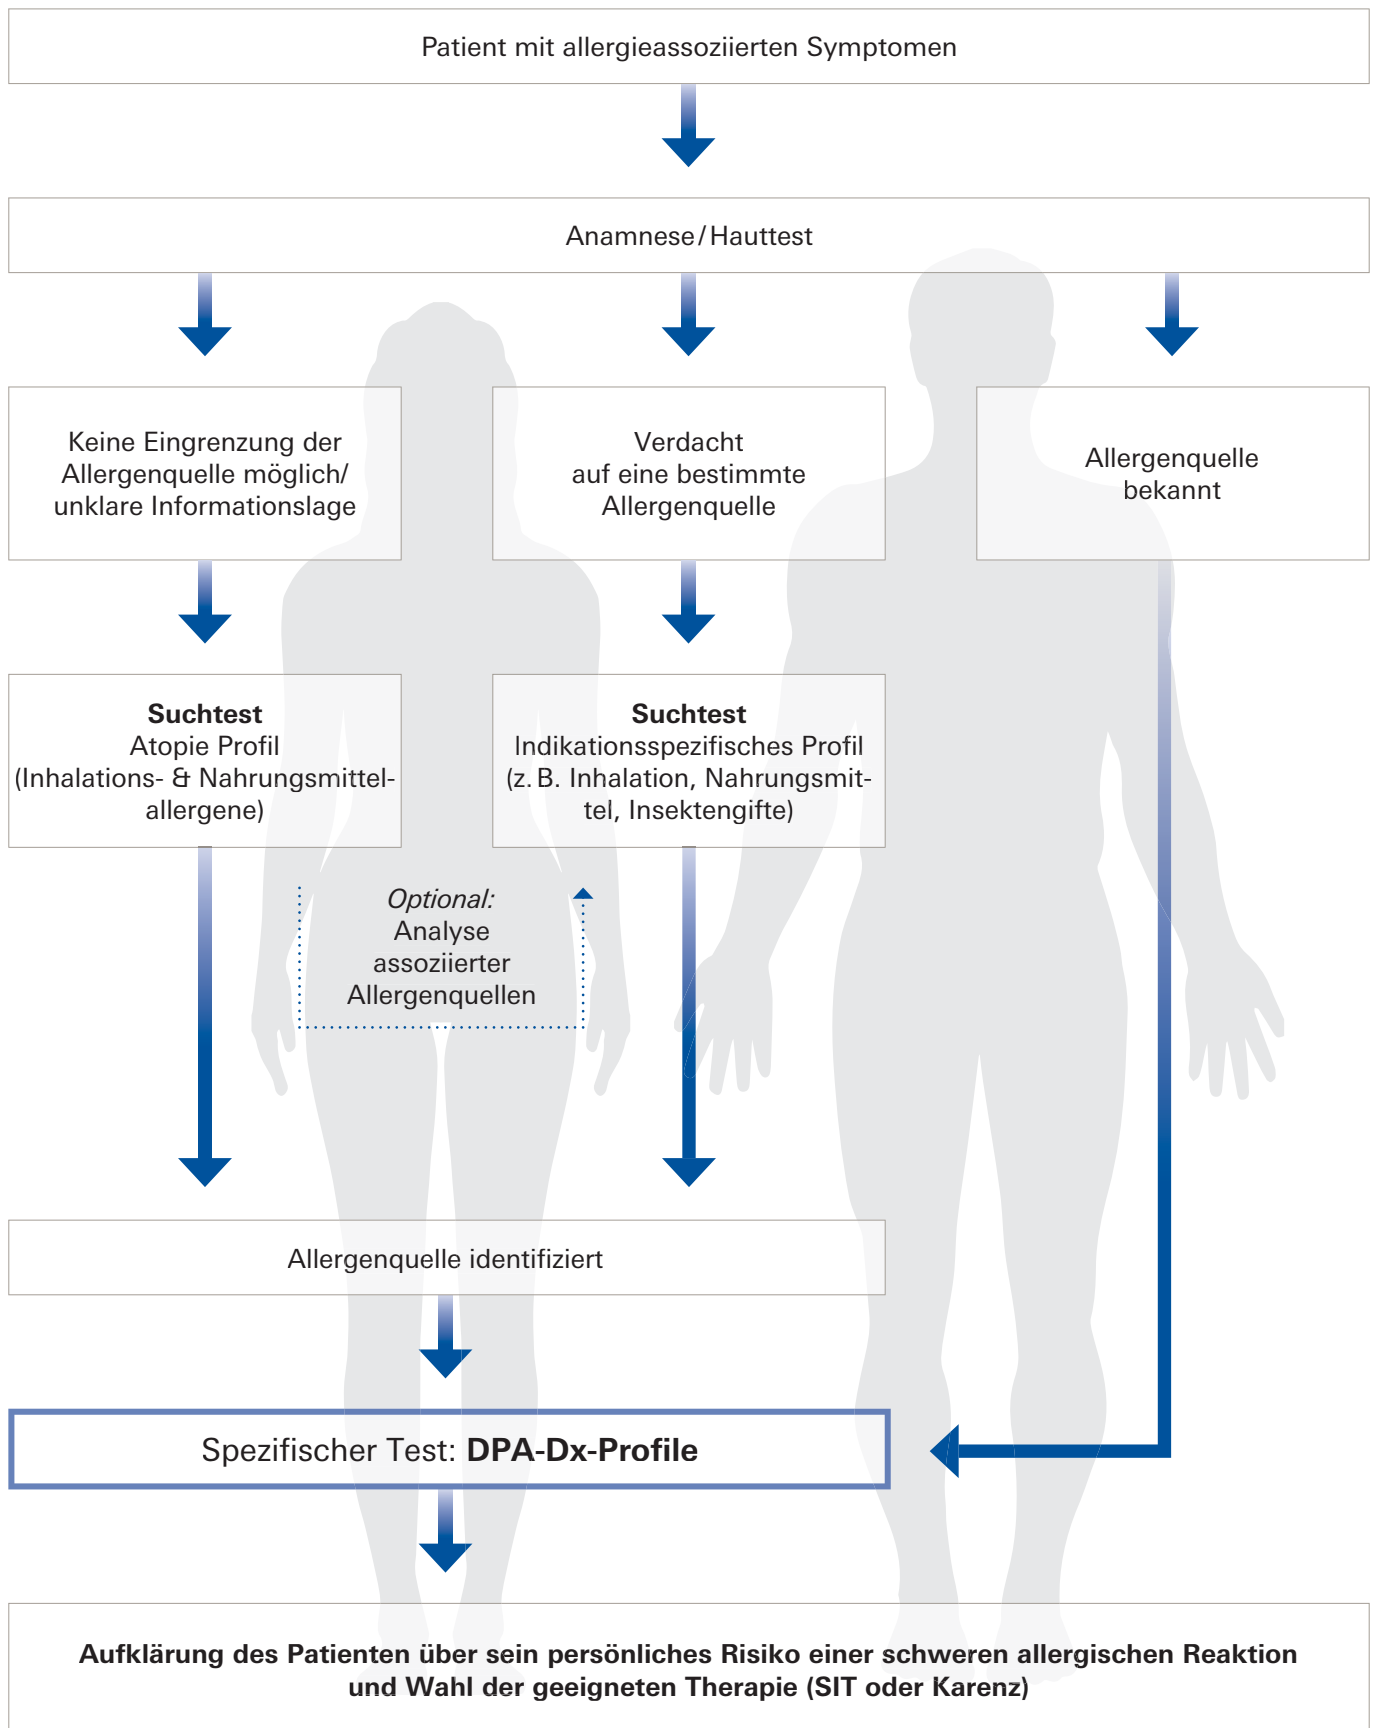 Patient mit allergieassoziierten Symptomen
Anamnese/Hauttest
Keine Eingrenzung der
Allergenquelle möglich/
unklare Informationslage
Verdacht
auf eine bestimmte
Allergenquelle
Allergenquelle
bekannt
Suchtest
Atopie Profil
(Inhalations- & Nahrungsmittel-
allergene)
Suchtest
Indikationsspezifisches Profil
(z. B. Inhalation, Nahrungsmit-
tel, Insektengifte)
Optional:
Analyse
assoziierter
Allergenquellen
Allergenquelle identifiziert
Spezifischer Test: DPA-Dx-Profile
Aufklärung des Patienten über sein persönliches Risiko einer schweren allergischen Reaktion
und Wahl der geeigneten Therapie (SIT oder Karenz)